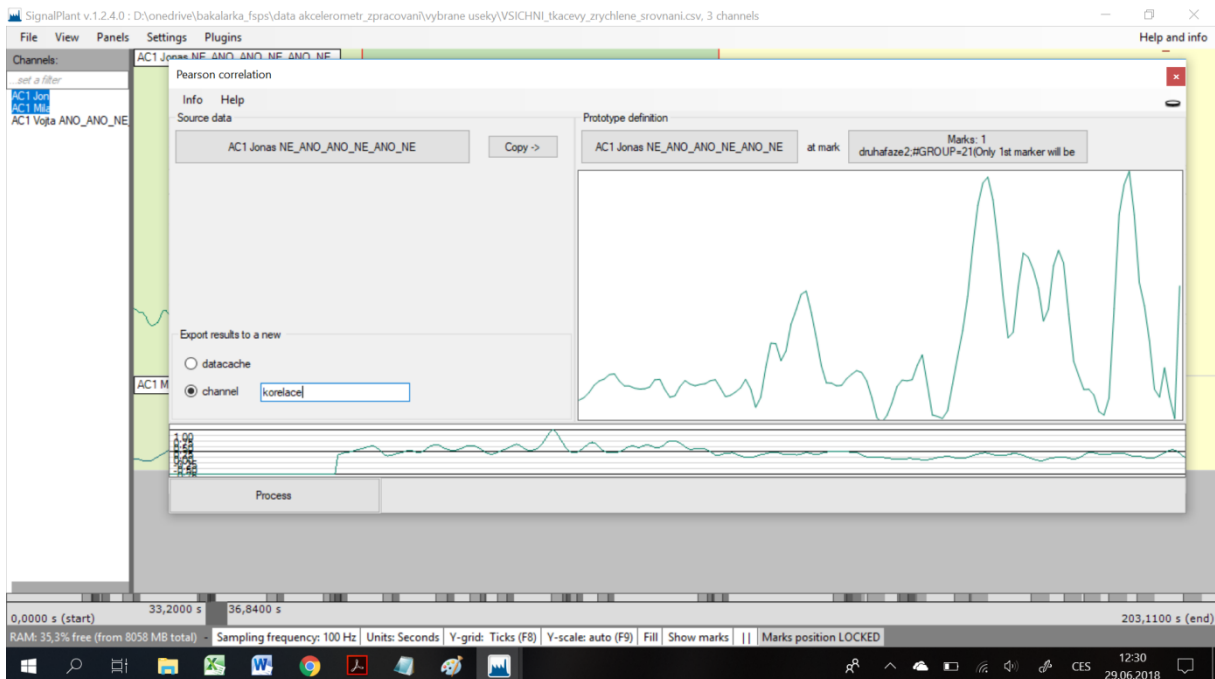 SignalPlant v.1.2.4.0 : D:\onedrive\bakalarka_fsps\data akcelerometr_zpracovani\vybrane useky\VSICHNI_tkacevy_zrychlene_srovnani.csv, 3 channels
File View Panels Settings Plugins Help and info
Channels:
...set a filter
AC1 Jon
AC1 Mila
AC1 Vojta ANO_ANO_NE
AC1 Jonas NE_ANO_ANO_NE_ANO_NE
Pearson correlation
Info Help
Source data
AC1 Jonas NE_ANO_ANO_NE_ANO_NE
Copy ->
Prototype definition
AC1 Jonas NE_ANO_ANO_NE_ANO_NE
at mark
Marks: 1
druhafaze2;#GROUP=21(Only 1st marker will be
Export results to a new
datacache
channel korelace
AC1 M
1.00
Process
33,2000 s 36,8400 s
0,0000 s (start) 203,1100 s (end)
RAM: 35,3% free (from 8058 MB total) - Sampling frequency: 100 Hz Units: Seconds Y-grid: Ticks (F8) Y-scale: auto (F9) Fill Show marks || Marks position LOCKED
CES
12:30
29.06.2018